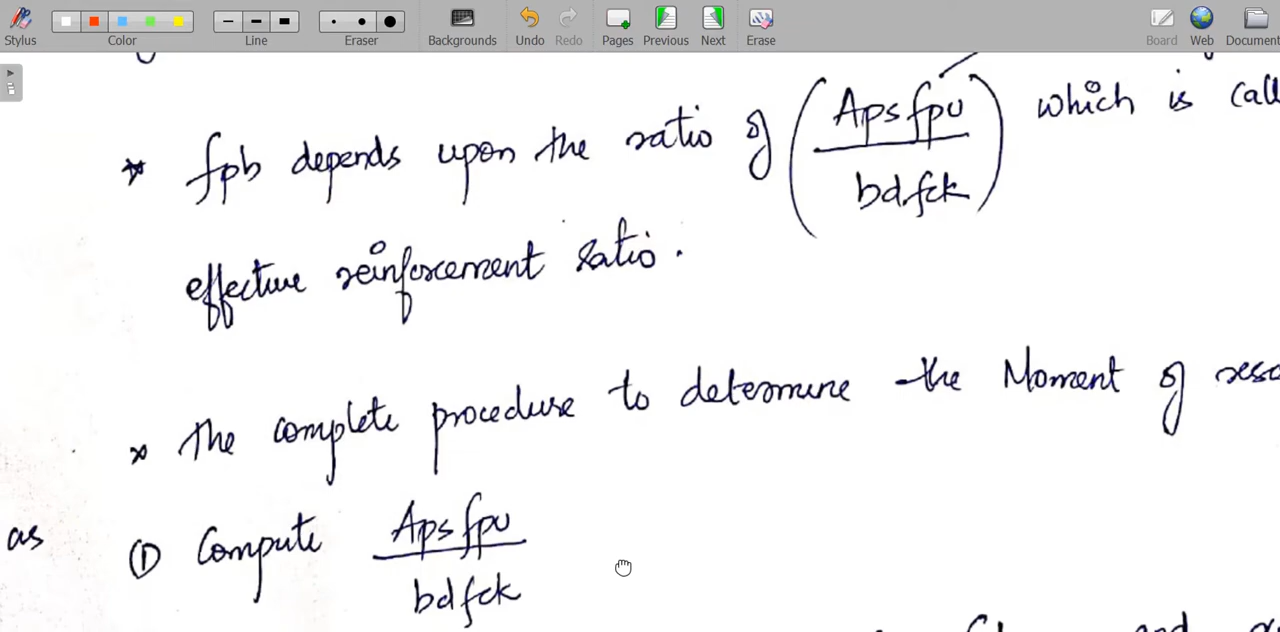 Stylus Color Line Eraser Backgrounds Undo Redo Pages Previous Next Erase Board Web Document
* fpb depends upon the ratio of (Aps fpu / bd.fck) which is call
effective reinforcement ratio.
* The complete procedure to determine the Moment of
as ① Compute Aps fpu / bd fck
and